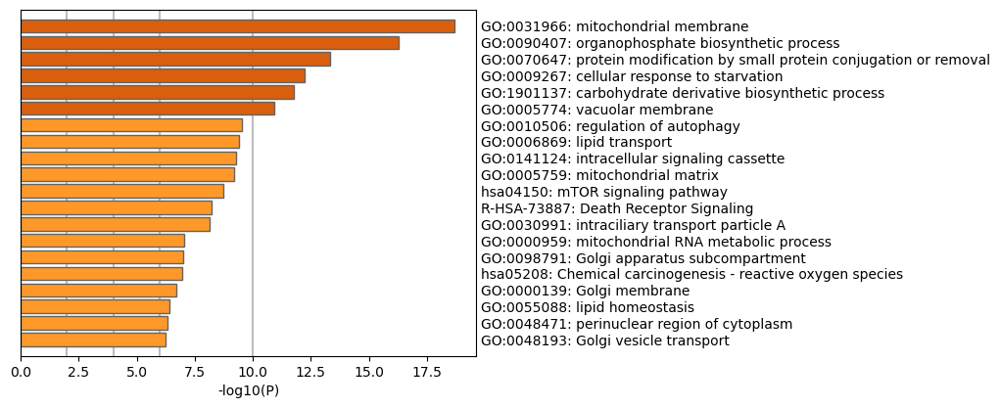 GO:0031966: mitochondrial membrane
GO:0090407: organophosphate biosynthetic process
GO:0070647: protein modification by small protein conjugation or removal
GO:0009267: cellular response to starvation
GO:1901137: carbohydrate derivative biosynthetic process
GO:0005774: vacuolar membrane
GO:0010506: regulation of autophagy
GO:0006869: lipid transport
GO:0141124: intracellular signaling cassette
GO:0005759: mitochondrial matrix
hsa04150: mTOR signaling pathway
R-HSA-73887: Death Receptor Signaling
GO:0030991: intraciliary transport particle A
GO:0000959: mitochondrial RNA metabolic process
GO:0098791: Golgi apparatus subcompartment
hsa05208: Chemical carcinogenesis - reactive oxygen species
GO:0000139: Golgi membrane
GO:0055088: lipid homeostasis
GO:0048471: perinuclear region of cytoplasm
GO:0048193: Golgi vesicle transport
0.0 2.5 5.0 7.5 10.0 12.5 15.0 17.5
-log10(P)